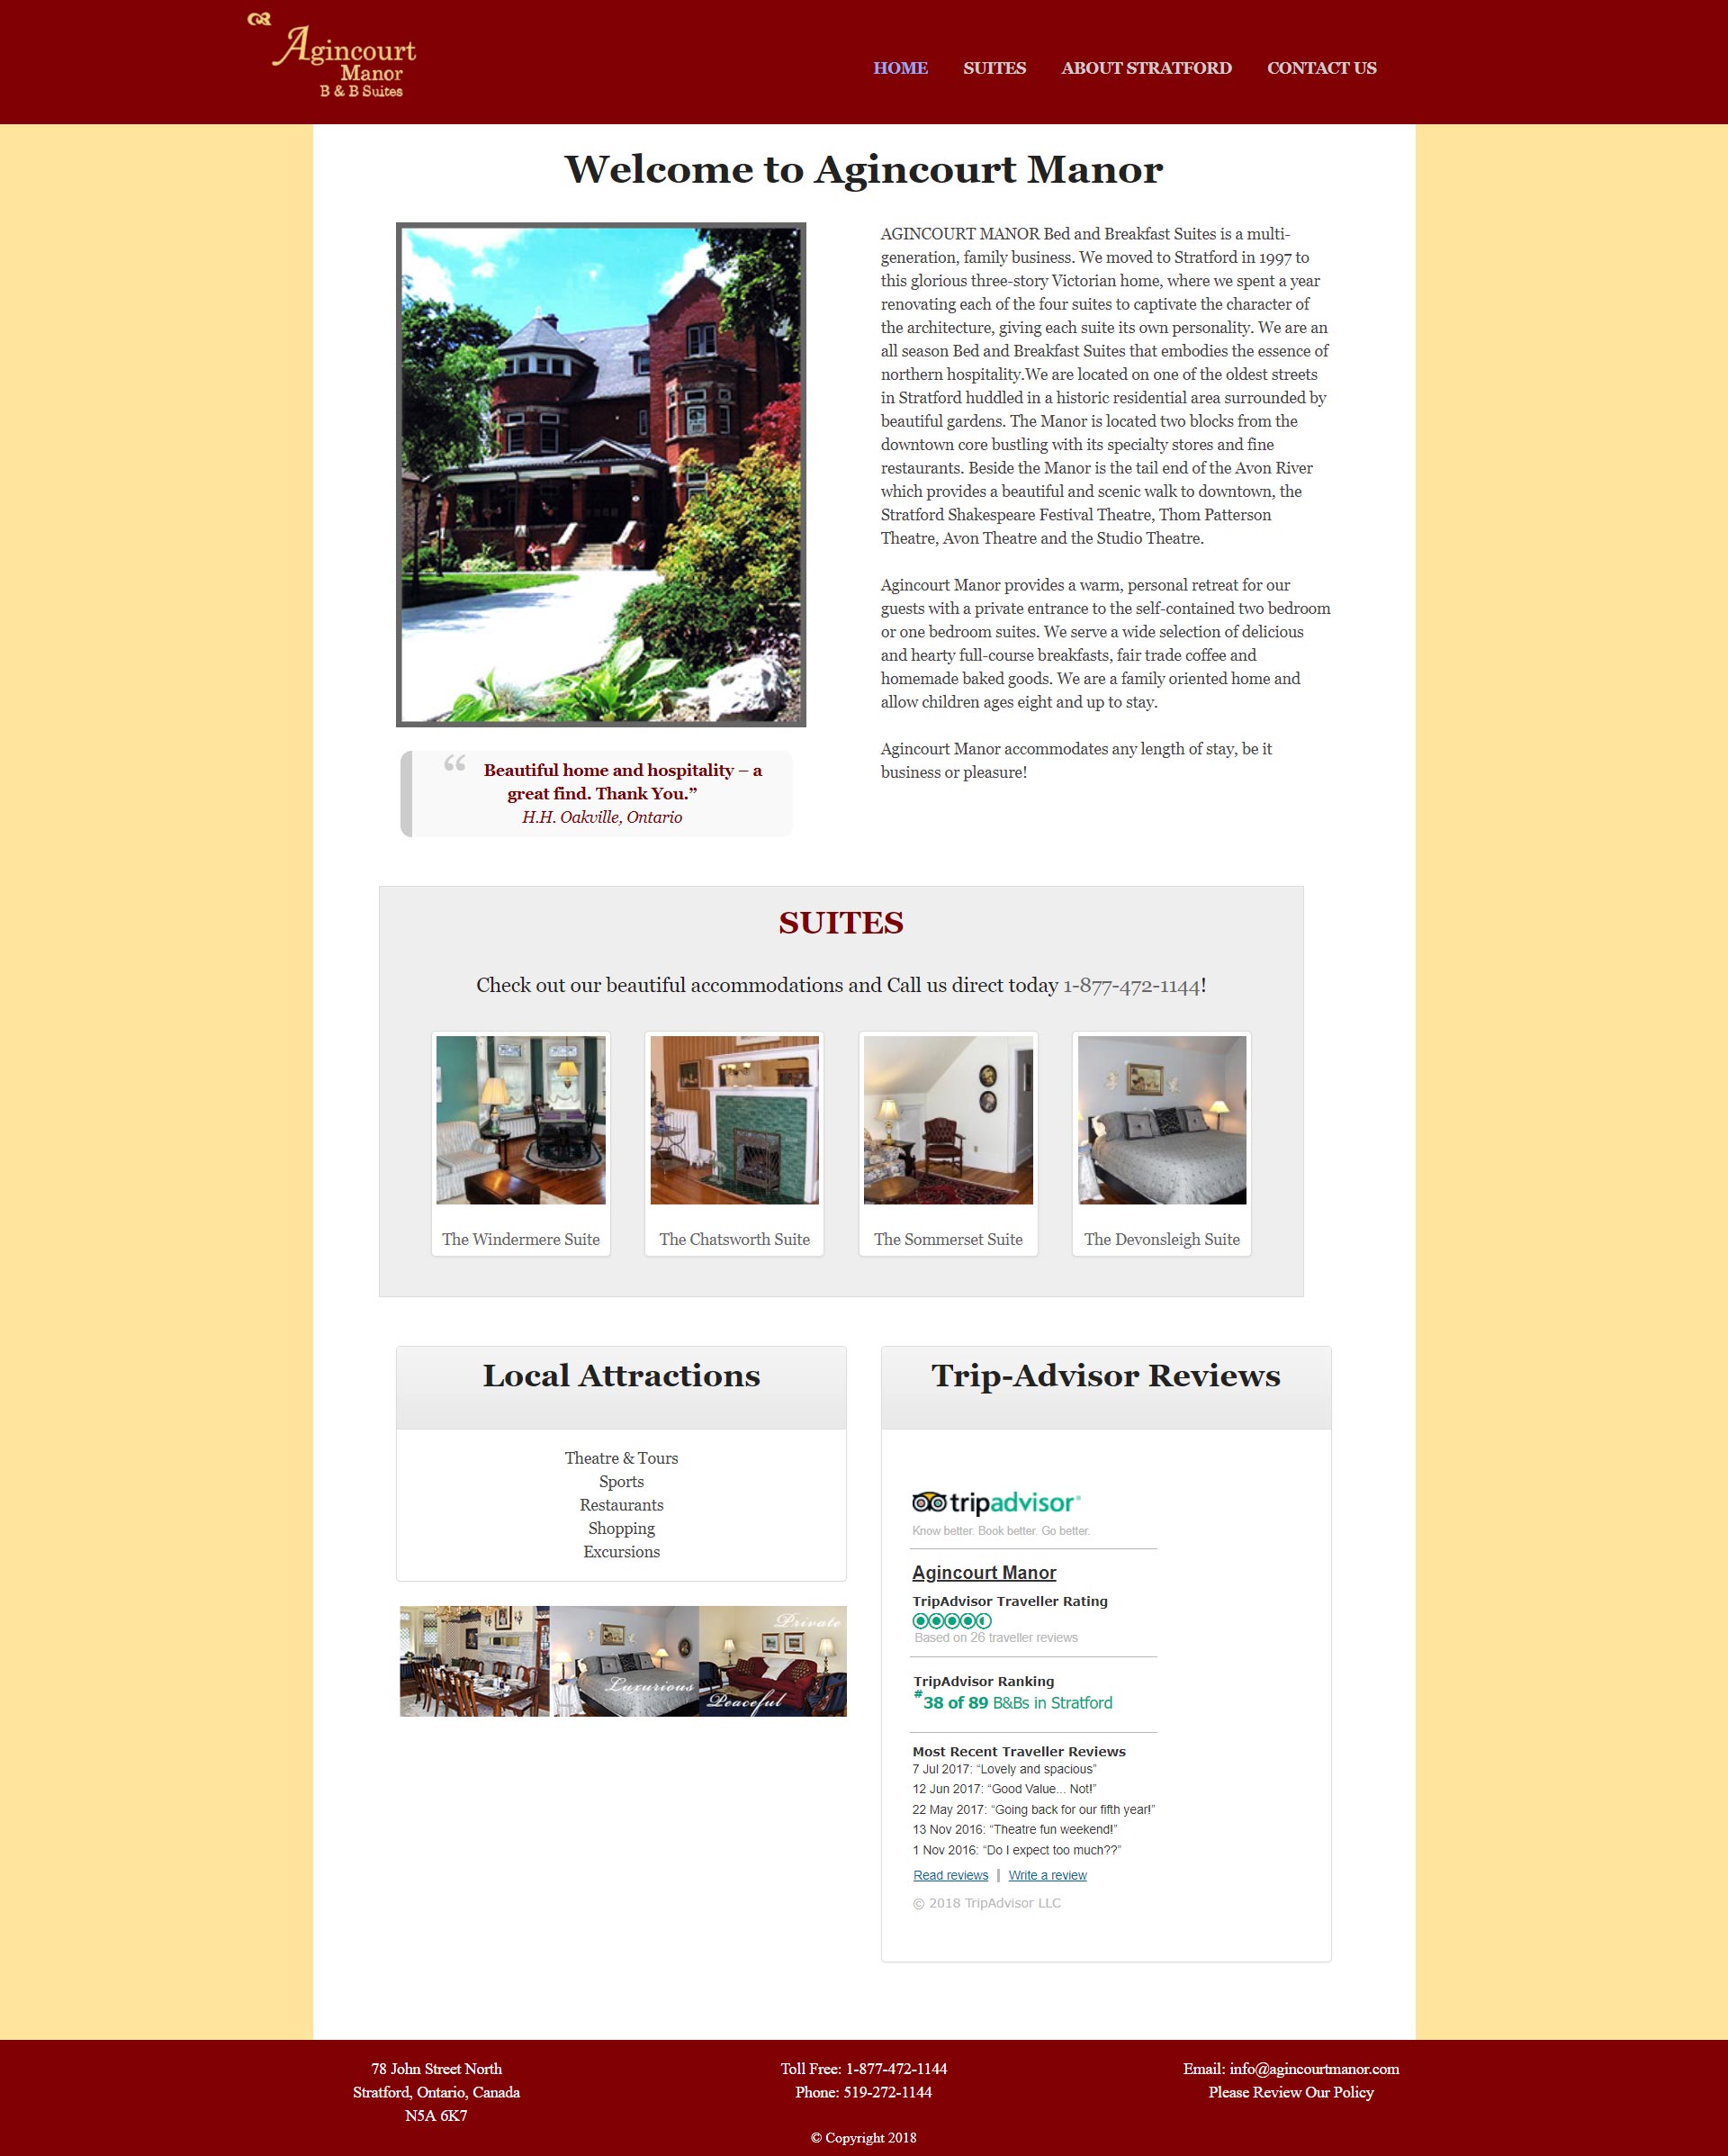 Agincourt
Manor
B & B Suites
HOME
SUITES
ABOUT STRATFORD
CONTACT US
Welcome to Agincourt Manor
AGINCOURT MANOR Bed and Breakfast Suites is a multi-
generation, family business. We moved to Stratford in 1997 to
this glorious three-story Victorian home, where we spent a year
renovating each of the four suites to captivate the character of
the architecture, giving each suite its own personality. We are an
all season Bed and Breakfast Suites that embodies the essence of
northern hospitality.We are located on one of the oldest streets
in Stratford huddled in a historic residential area surrounded by
beautiful gardens. The Manor is located two blocks from the
downtown core bustling with its specialty stores and fine
restaurants. Beside the Manor is the tail end of the Avon River
which provides a beautiful and scenic walk to downtown, the
Stratford Shakespeare Festival Theatre, Thom Patterson
Theatre, Avon Theatre and the Studio Theatre.
Agincourt Manor provides a warm, personal retreat for our
guests with a private entrance to the self-contained two bedroom
or one bedroom suites. We serve a wide selection of delicious
and hearty full-course breakfasts, fair trade coffee and
homemade baked goods. We are a family oriented home and
allow children ages eight and up to stay.
Agincourt Manor accommodates any length of stay, be it
business or pleasure!
“ Beautiful home and hospitality – a
great find. Thank You.”
H.H. Oakville, Ontario
SUITES
Check out our beautiful accommodations and Call us direct today 1-877-472-1144!
The Windermere Suite
The Chatsworth Suite
The Sommerset Suite
The Devonsleigh Suite
Local Attractions
Theatre & Tours
Sports
Restaurants
Shopping
Excursions
Luxurious
Private
Peaceful
Trip-Advisor Reviews
tripadvisor®
Know better. Book better. Go better.
Agincourt Manor
TripAdvisor Traveller Rating
Based on 26 traveller reviews
TripAdvisor Ranking
#38 of 89 B&Bs in Stratford
Most Recent Traveller Reviews
7 Jul 2017: “Lovely and spacious”
12 Jun 2017: “Good Value... Not!”
22 May 2017: “Going back for our fifth year!”
13 Nov 2016: “Theatre fun weekend!”
1 Nov 2016: “Do I expect too much??”
Read reviews | Write a review
© 2018 TripAdvisor LLC
78 John Street North
Stratford, Ontario, Canada
N5A 6K7
Toll Free: 1-877-472-1144
Phone: 519-272-1144
Email: info@agincourtmanor.com
Please Review Our Policy
© Copyright 2018